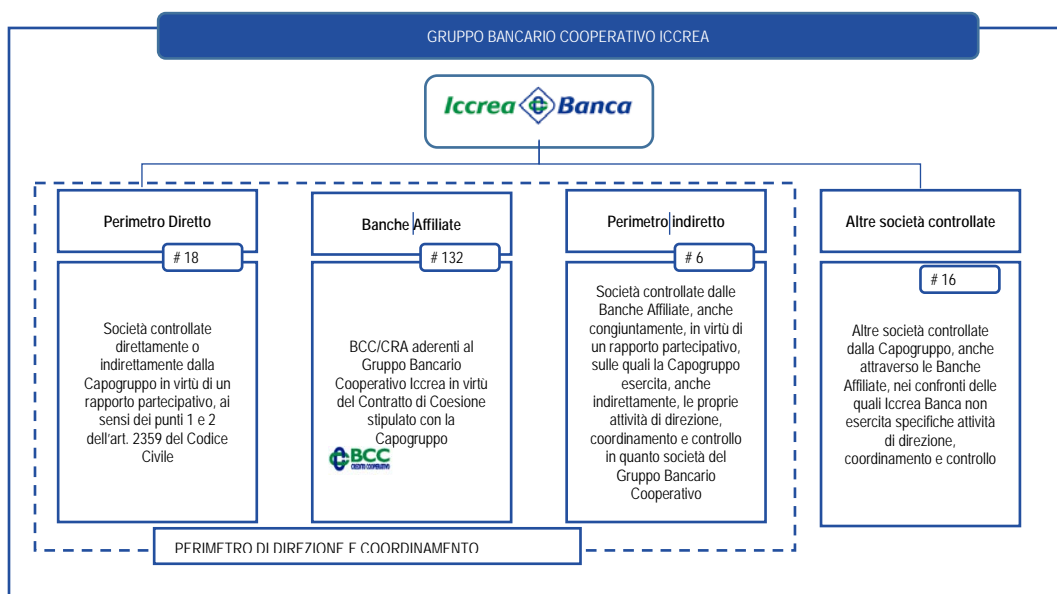 GRUPPO BANCARIO COOPERATIVO ICCREA
Iccrea Banca
Perimetro Diretto
# 18
Società controllate
direttamente o
indirettamente dalla
Capogruppo in virtù di un
rapporto partecipativo, ai
sensi dei punti 1 e 2
dell'art. 2359 del Codice
Civile
Banche Affiliate
# 132
BCC/CRA aderenti al
Gruppo Bancario
Cooperativo Iccrea in virtù
del Contratto di Coesione
stipulato con la
Capogruppo
BCC
CREDITO COOPERATIVO
Perimetro indiretto
# 6
Società controllate dalle
Banche Affiliate, anche
congiuntamente, in virtù di
un rapporto partecipativo,
sulle quali la Capogruppo
esercita, anche
indirettamente, le proprie
attività di direzione,
coordinamento e controllo
in quanto società del
Gruppo Bancario
Cooperativo
Altre società controllate
# 16
Altre società controllate
dalla Capogruppo, anche
attraverso le Banche
Affiliate, nei confronti delle
quali Iccrea Banca non
esercita specifiche attività
di direzione,
coordinamento e controllo
PERIMETRO DI DIREZIONE E COORDINAMENTO